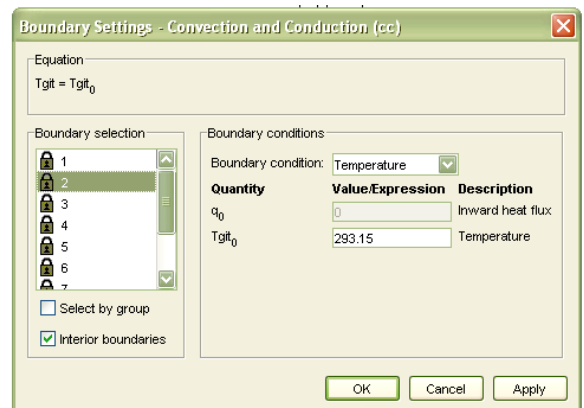 Boundary Settings - Convection and Conduction (cc)
Equation
Tgit = Tgit0
Boundary selection
1
2
3
4
5
6
7
Select by group
Interior boundaries
Boundary conditions
Boundary condition: Temperature
Quantity Value/Expression Description
q0 0 Inward heat flux
Tgit0 293.15 Temperature
OK Cancel Apply